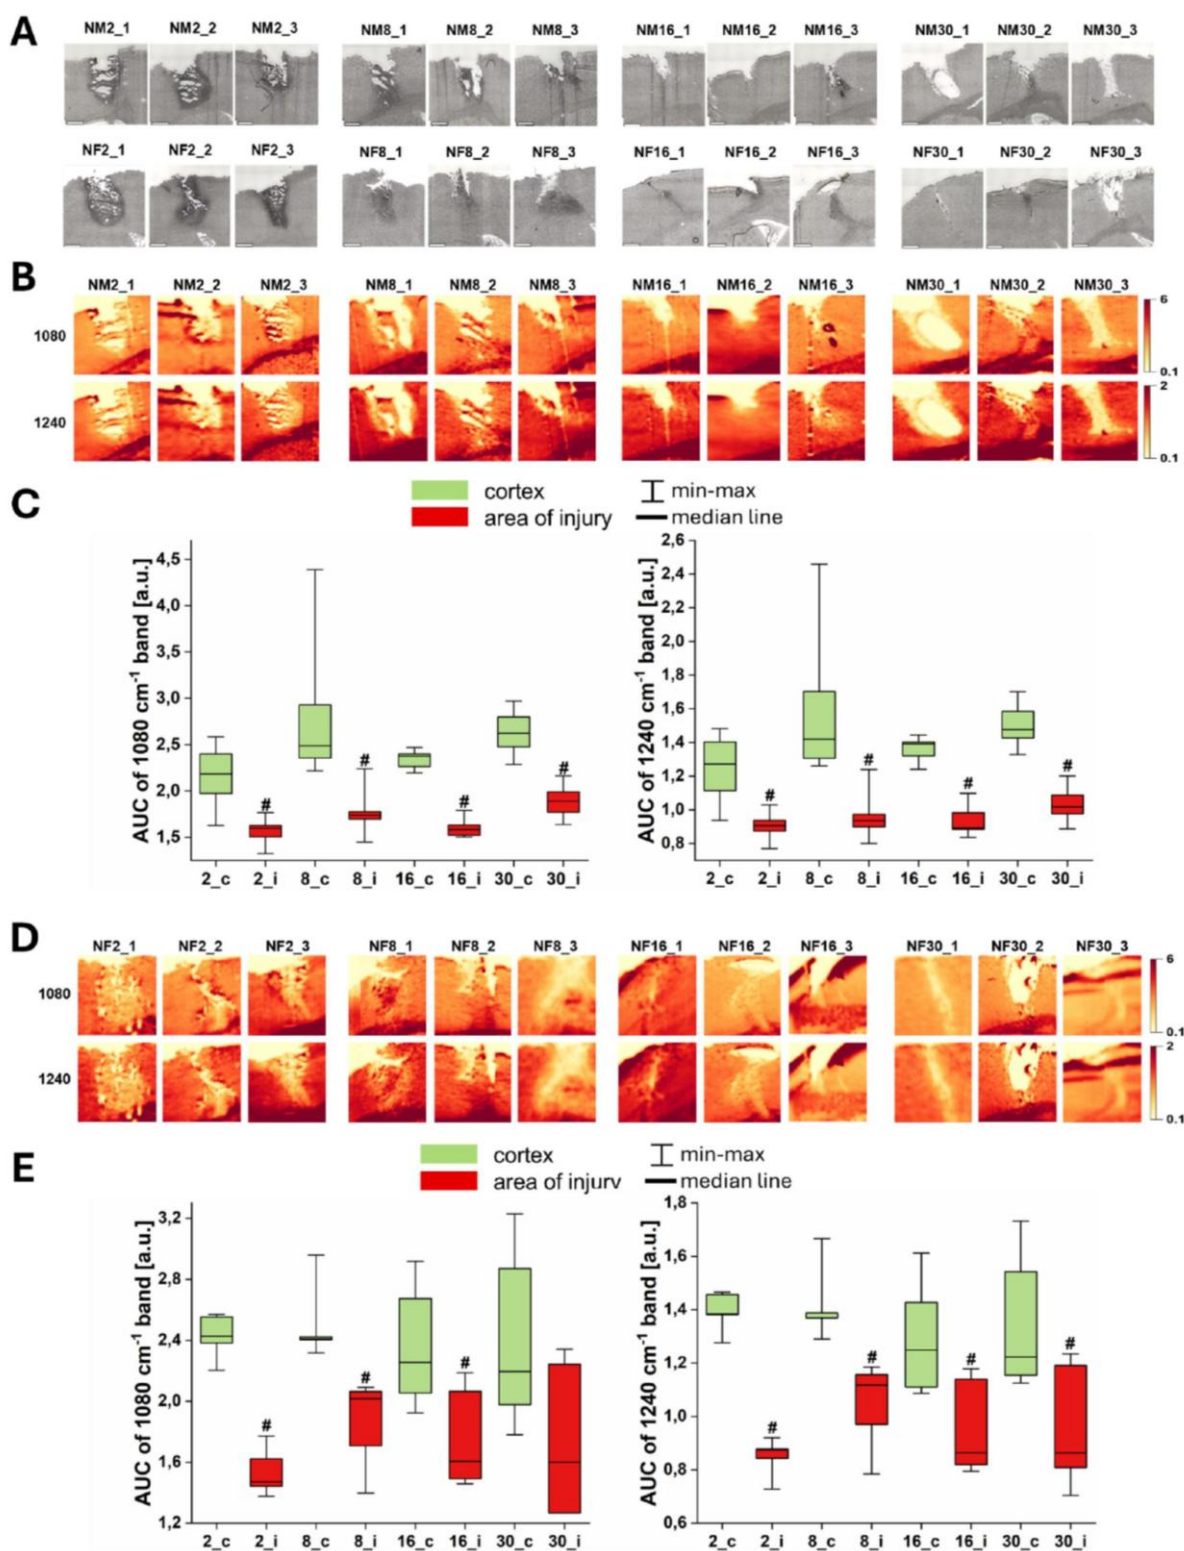 A
NM2_1 NM2_2 NM2_3 NM8_1 NM8_2 NM8_3 NM16_1 NM16_2 NM16_3 NM30_1 NM30_2 NM30_3
NF2_1 NF2_2 NF2_3 NF8_1 NF8_2 NF8_3 NF16_1 NF16_2 NF16_3 NF30_1 NF30_2 NF30_3
B
NM2_1 NM2_2 NM2_3 NM8_1 NM8_2 NM8_3 NM16_1 NM16_2 NM16_3 NM30_1 NM30_2 NM30_3
6
1080
0.1
2
1240
0.1
C
cortex min-max
area of injury median line
AUC of 1080 cm⁻¹ band [a.u.]
4,5
4,0
3,5
3,0
2,5
2,0
1,5
# # # #
2_c 2_i 8_c 8_i 16_c 16_i 30_c 30_i
AUC of 1240 cm⁻¹ band [a.u.]
2,6
2,4
2,2
2,0
1,8
1,6
1,4
1,2
1,0
0,8
# # # #
2_c 2_i 8_c 8_i 16_c 16_i 30_c 30_i
D
NF2_1 NF2_2 NF2_3 NF8_1 NF8_2 NF8_3 NF16_1 NF16_2 NF16_3 NF30_1 NF30_2 NF30_3
6
1080
0.1
2
1240
0.1
E
cortex min-max
area of injury median line
AUC of 1080 cm⁻¹ band [a.u.]
3,2
2,8
2,4
2,0
1,6
1,2
# # #
2_c 2_i 8_c 8_i 16_c 16_i 30_c 30_i
AUC of 1240 cm⁻¹ band [a.u.]
1,8
1,6
1,4
1,2
1,0
0,8
0,6
# # # #
2_c 2_i 8_c 8_i 16_c 16_i 30_c 30_i